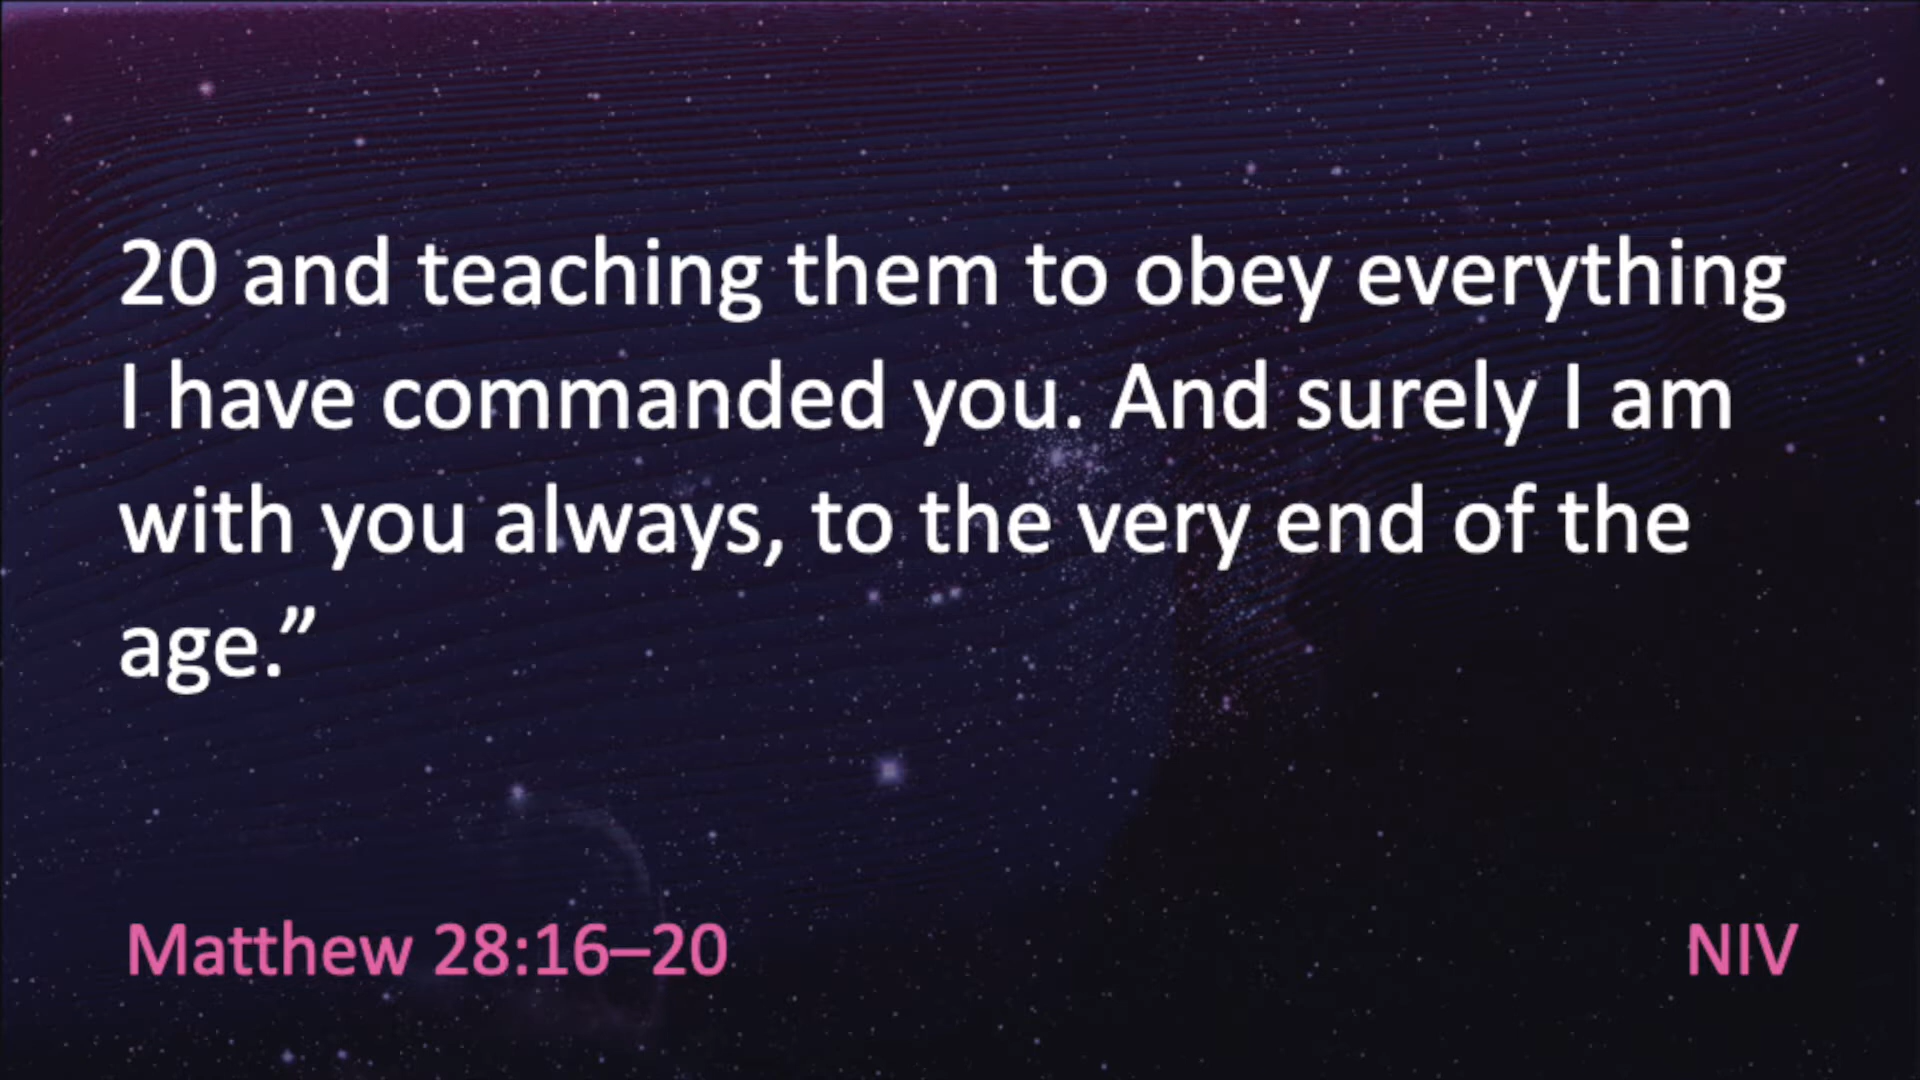 20 and teaching them to obey everything
I have commanded you. And surely I am
with you always, to the very end of the
age.”
Matthew 28:16–20
NIV